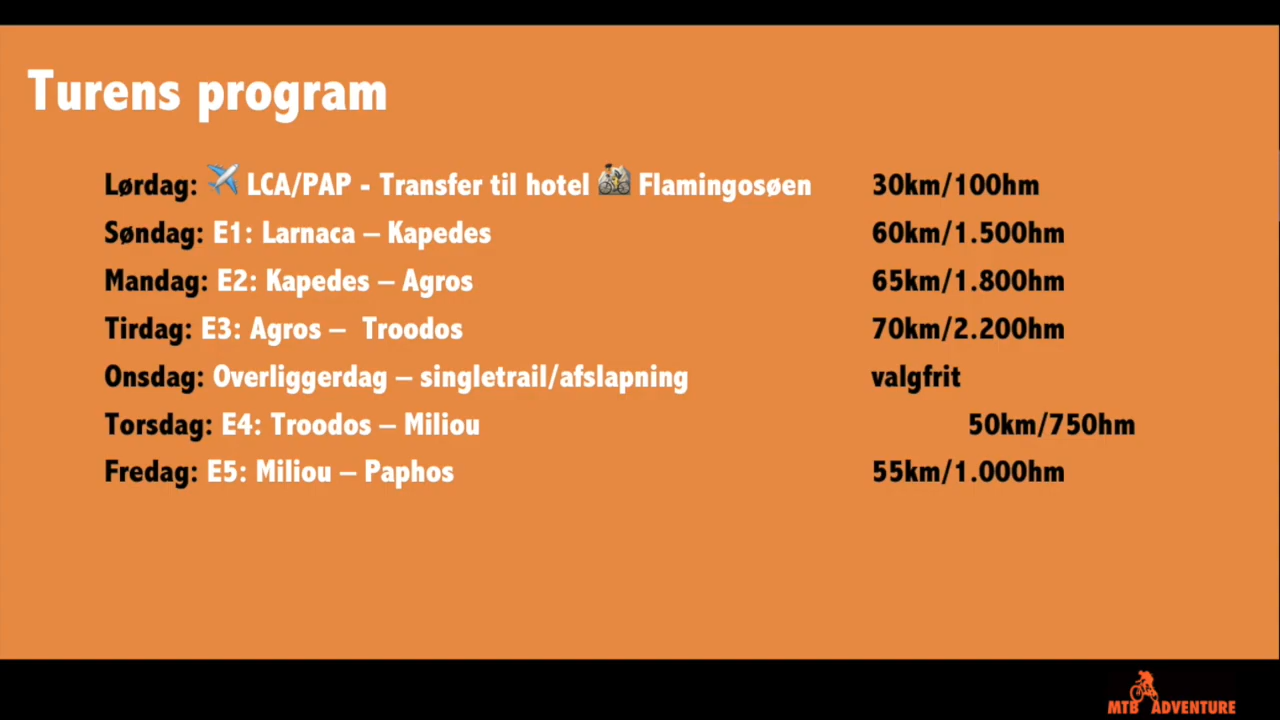 Turens program
Lørdag: ✈️ LCA/PAP - Transfer til hotel 🚵 Flamingosøen 30km/100hm
Søndag: E1: Larnaca – Kapedes 60km/1.500hm
Mandag: E2: Kapedes – Agros 65km/1.800hm
Tirdag: E3: Agros – Troodos 70km/2.200hm
Onsdag: Overliggerdag – singletrail/afslapning valgfrit
Torsdag: E4: Troodos – Miliou 50km/750hm
Fredag: E5: Miliou – Paphos 55km/1.000hm
MTB ADVENTURE